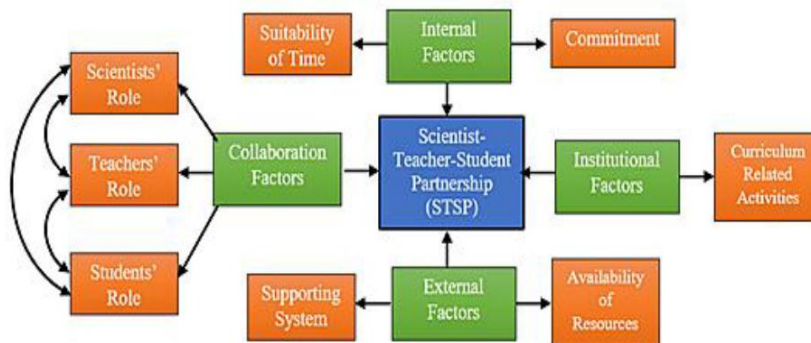 Suitability
of Time
Internal
Factors
Commitment
Scientists'
Role
Teachers'
Role
Students'
Role
Collaboration
Factors
Scientist-
Teacher-Student
Partnership
(STSP)
Institutional
Factors
Curriculum
Related
Activities
Supporting
System
External
Factors
Availability
of
Resources